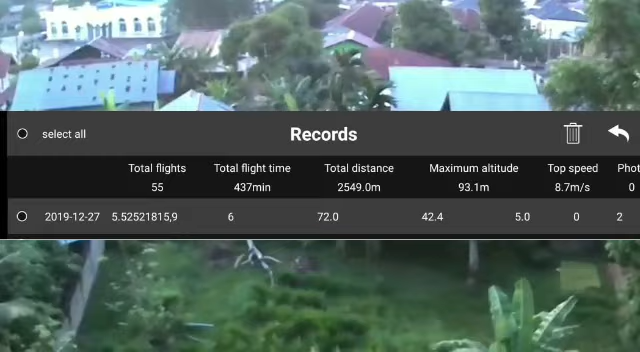 select all Records
Total flights Total flight time Total distance Maximum altitude Top speed Phot
55 437min 2549.0m 93.1m 8.7m/s 0
2019-12-27 5.52521815,9 6 72.0 42.4 5.0 0 2